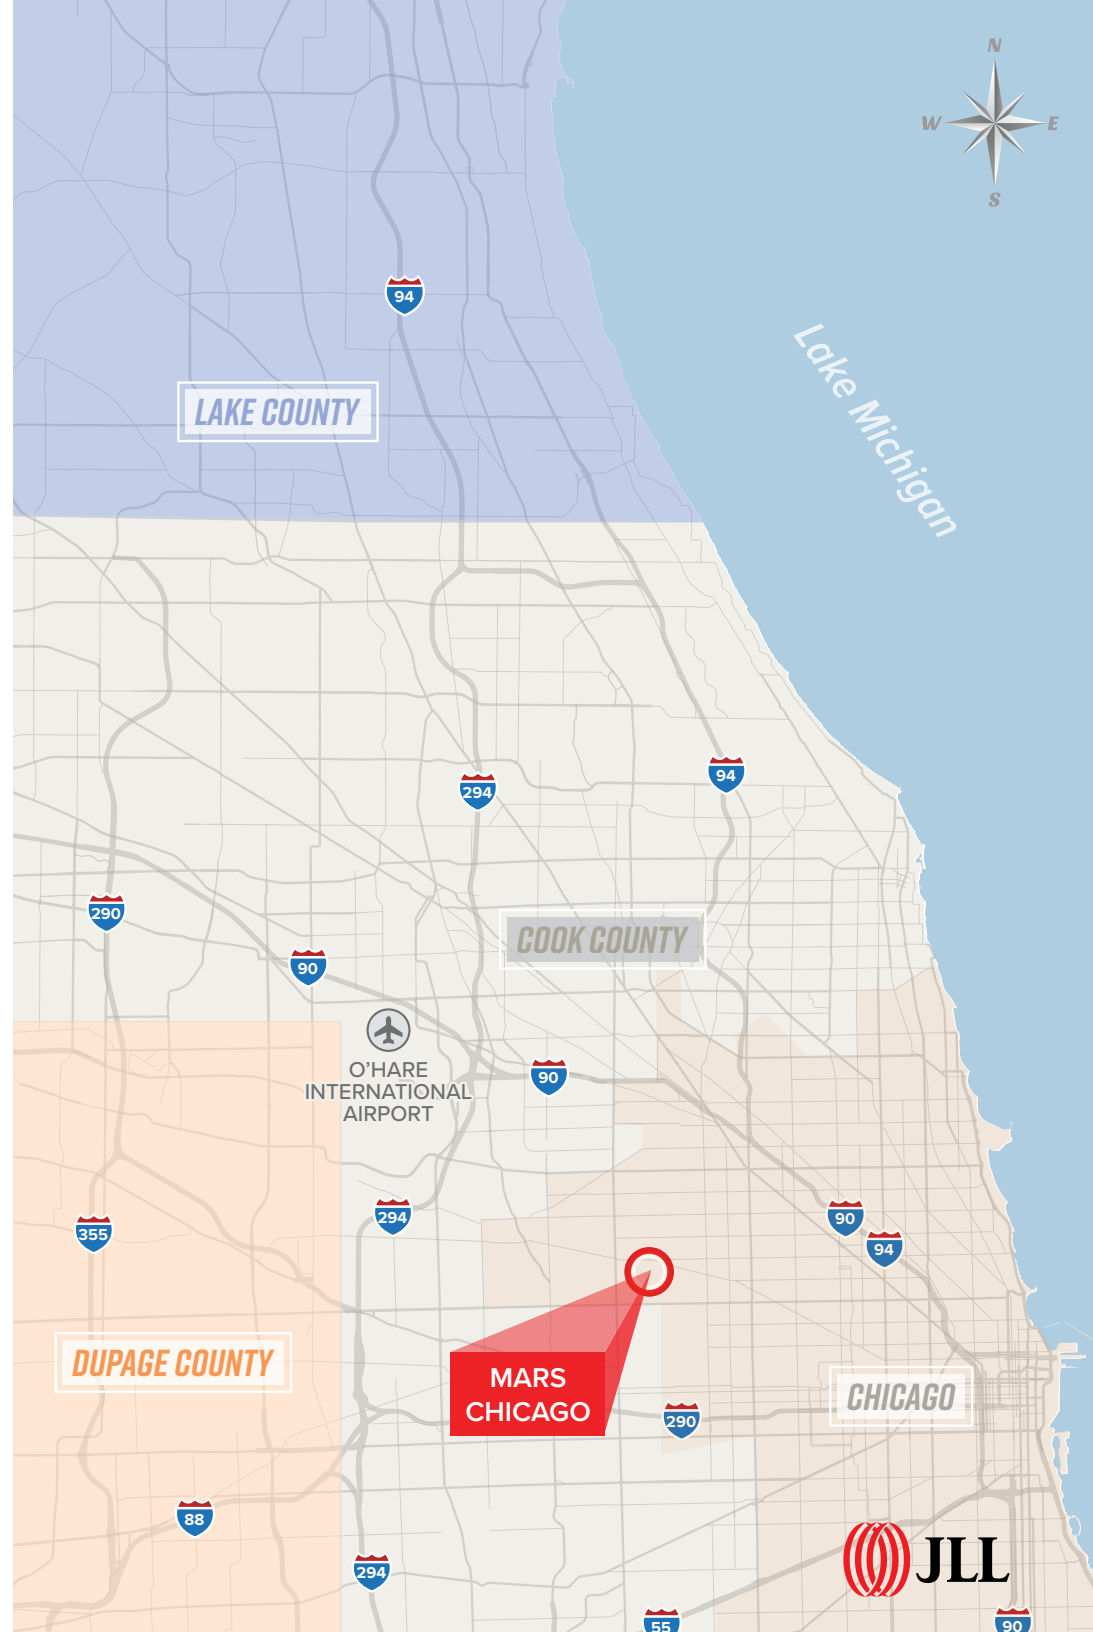 N
W
E
S
94
Lake Michigan
LAKE COUNTY
94
294
290
COOK COUNTY
90
O'HARE
INTERNATIONAL
AIRPORT
90
294
355
90
94
DUPAGE COUNTY
MARS
CHICAGO
CHICAGO
290
88
JLL
294
55
90